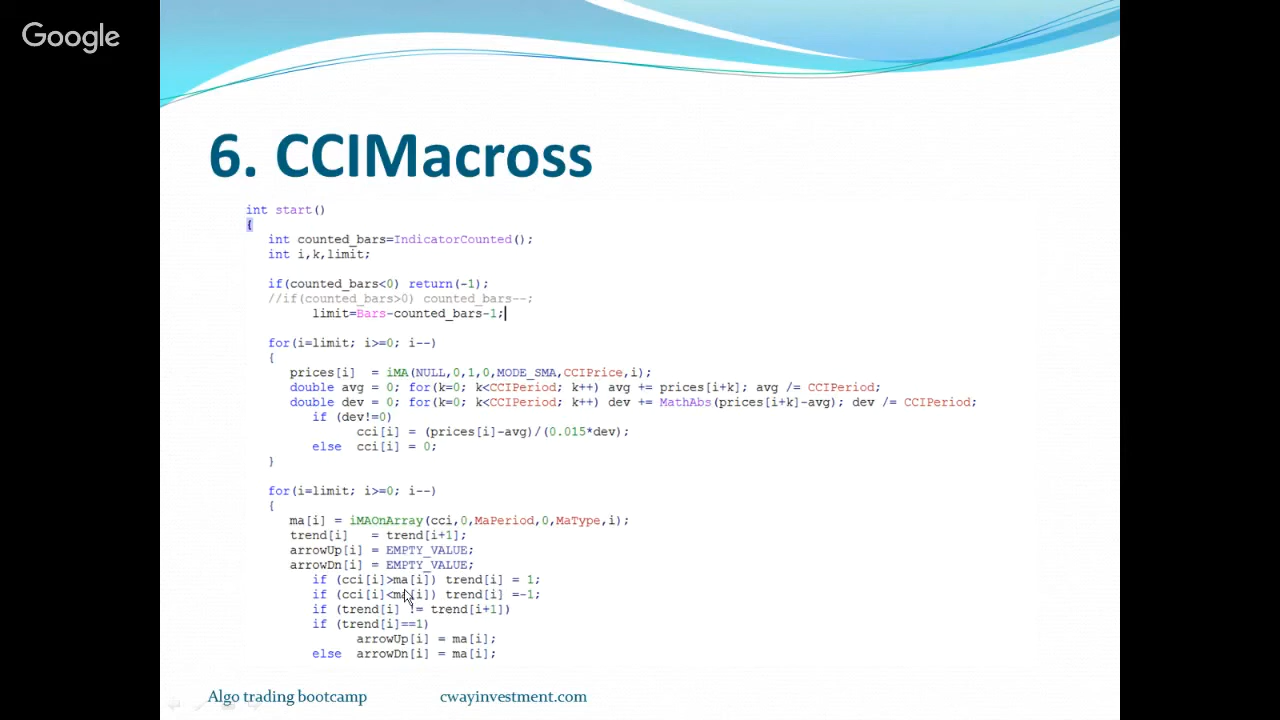 Google
6. CCIMacross
int start()
{
int counted_bars=IndicatorCounted();
int i,k,limit;
if(counted_bars<0) return(-1);
//if(counted_bars>0) counted_bars--;
limit=Bars-counted_bars-1;
for(i=limit; i>=0; i--)
{
prices[i] = iMA(NULL,0,1,0,MODE_SMA,CCIPrice,i);
double avg = 0; for(k=0; k<CCIPeriod; k++) avg += prices[i+k]; avg /= CCIPeriod;
double dev = 0; for(k=0; k<CCIPeriod; k++) dev += MathAbs(prices[i+k]-avg); dev /= CCIPeriod;
if (dev!=0)
cci[i] = (prices[i]-avg)/(0.015*dev);
else cci[i] = 0;
}
for(i=limit; i>=0; i--)
{
ma[i] = iMAOnArray(cci,0,MaPeriod,0,MaType,i);
trend[i] = trend[i+1];
arrowUp[i] = EMPTY_VALUE;
arrowDn[i] = EMPTY_VALUE;
if (cci[i]>ma[i]) trend[i] = 1;
if (cci[i]<ma[i]) trend[i] =-1;
if (trend[i] != trend[i+1])
if (trend[i]==1)
arrowUp[i] = ma[i];
else arrowDn[i] = ma[i];
Algo trading bootcamp cwayinvestment.com